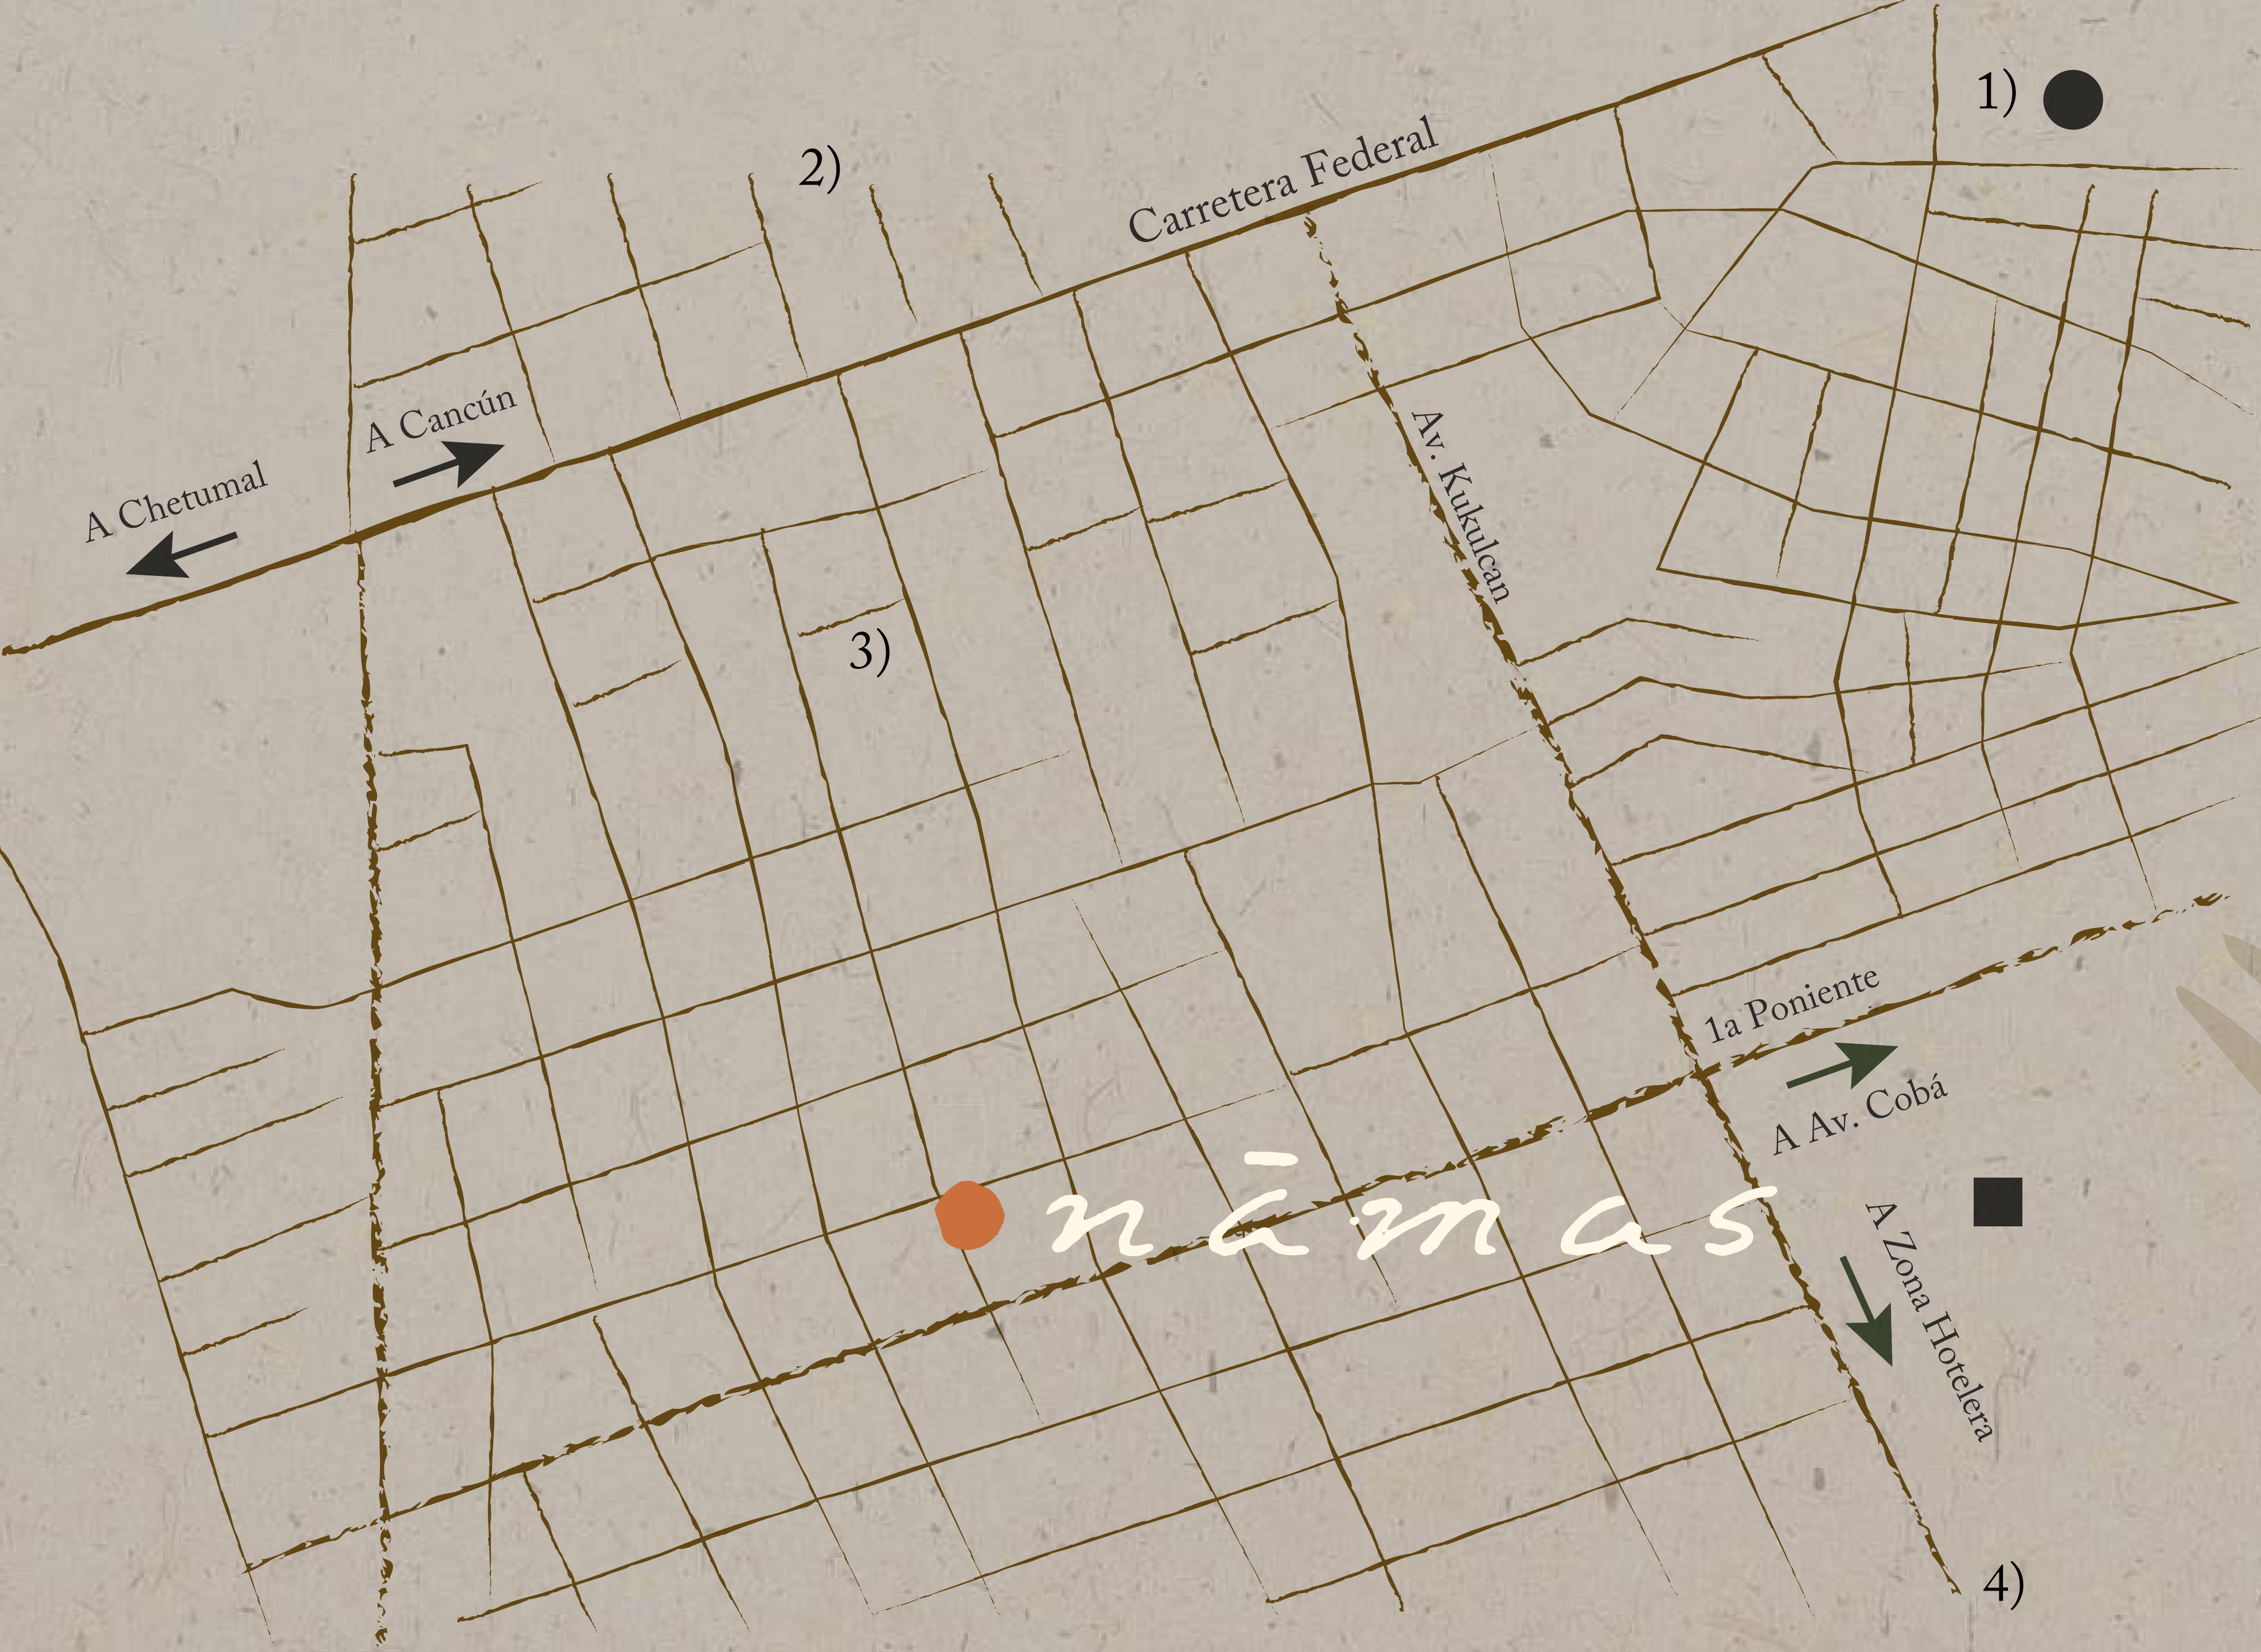 1)
2)
Carretera Federal
A Cancún
A Chetumal
Av. Kukulcan
3)
1a Poniente
A Av. Cobá
nāmas
A Zona Hotelera
4)